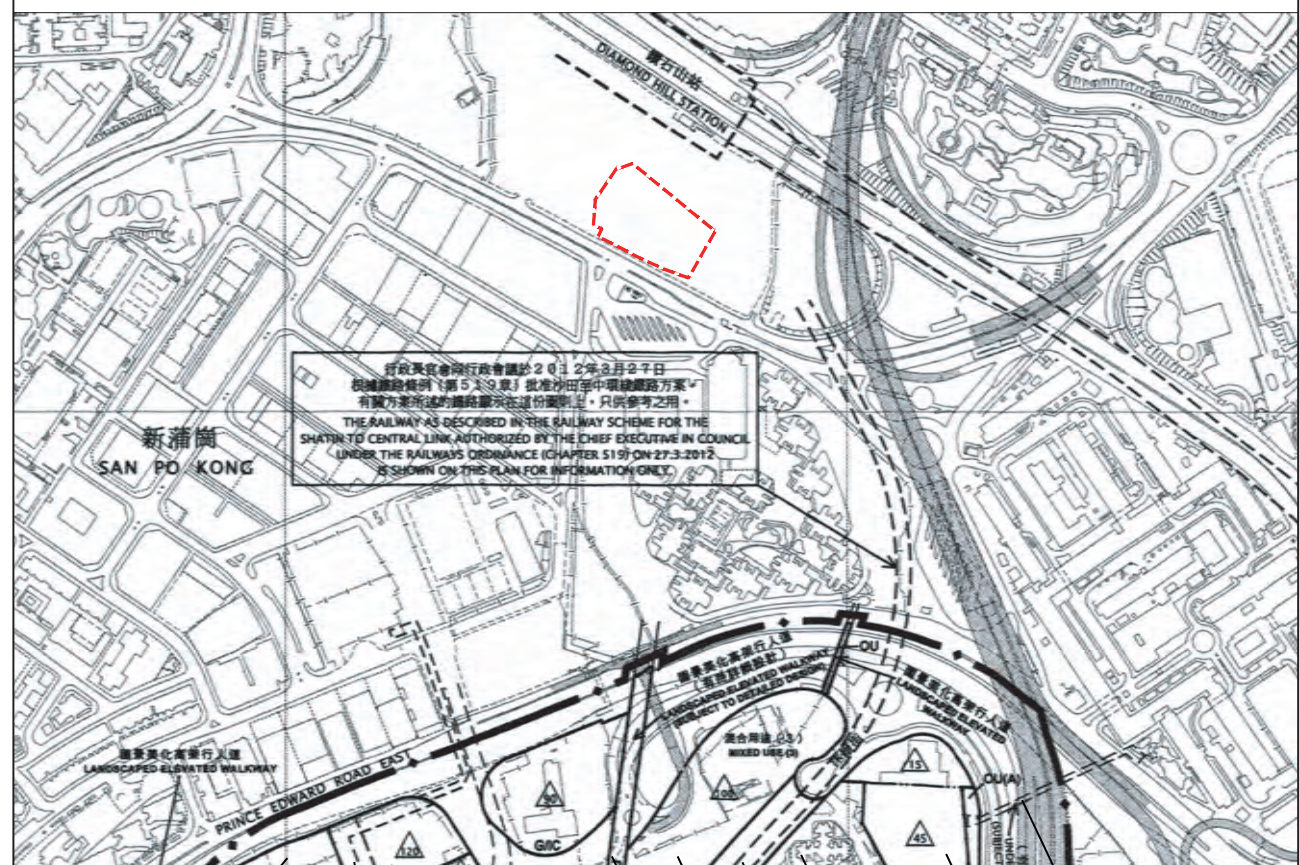 鑽石山站
DIAMOND HILL STATION
行政長官會同行政會議於2012年3月27日
根據鐵路條例(第519章)批准沙田至中環線鐵路方案。
有關方案所述的鐵路顯示在這份圖則上,只供參考之用。
THE RAILWAY AS DESCRIBED IN THE RAILWAY SCHEME FOR THE
SHATIN TO CENTRAL LINK AUTHORIZED BY THE CHIEF EXECUTIVE IN COUNCIL
UNDER THE RAILWAYS ORDINANCE (CHAPTER 519) ON 27.3.2012
IS SHOWN ON THIS PLAN FOR INFORMATION ONLY.
新蒲崗
SAN PO KONG
園景美化高架行人道
(有待詳細設計)
LANDSCAPED ELEVATED WALKWAY
(SUBJECT TO DETAILED DESIGN)
OU
園景美化高架行人道
LANDSCAPED ELEVATED
WALKWAY
園景美化高架行人道
LANDSCAPED ELEVATED WALKWAY
混合用途(3)
MIXED USE (3)
PRINCE EDWARD ROAD EAST
15
OU(A)
90
100
120
45
G/IC